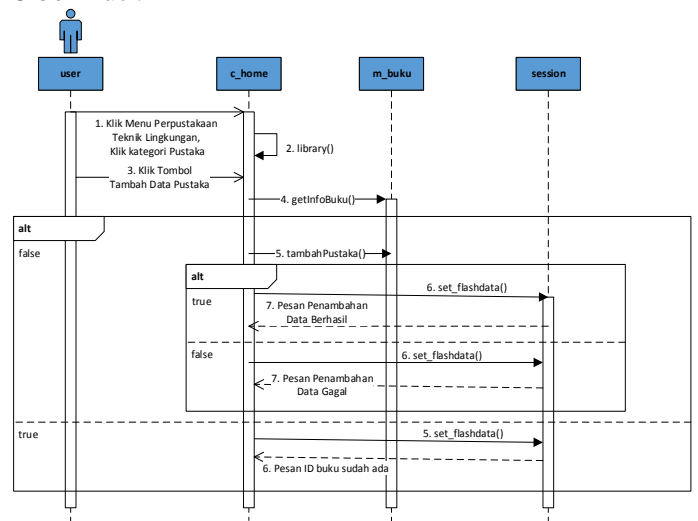 user
c_home
m_buku
session
1. Klik Menu Perpustakaan
Teknik Lingkungan,
Klik kategori Pustaka
2. library()
3. Klik Tombol
Tambah Data Pustaka
4. getInfoBuku()
alt
false
5. tambahPustaka()
alt
6. set_flashdata()
true
7. Pesan Penambahan
Data Berhasil
false
6. set_flashdata()
7. Pesan Penambahan
Data Gagal
true
5. set_flashdata()
6. Pesan ID buku sudah ada